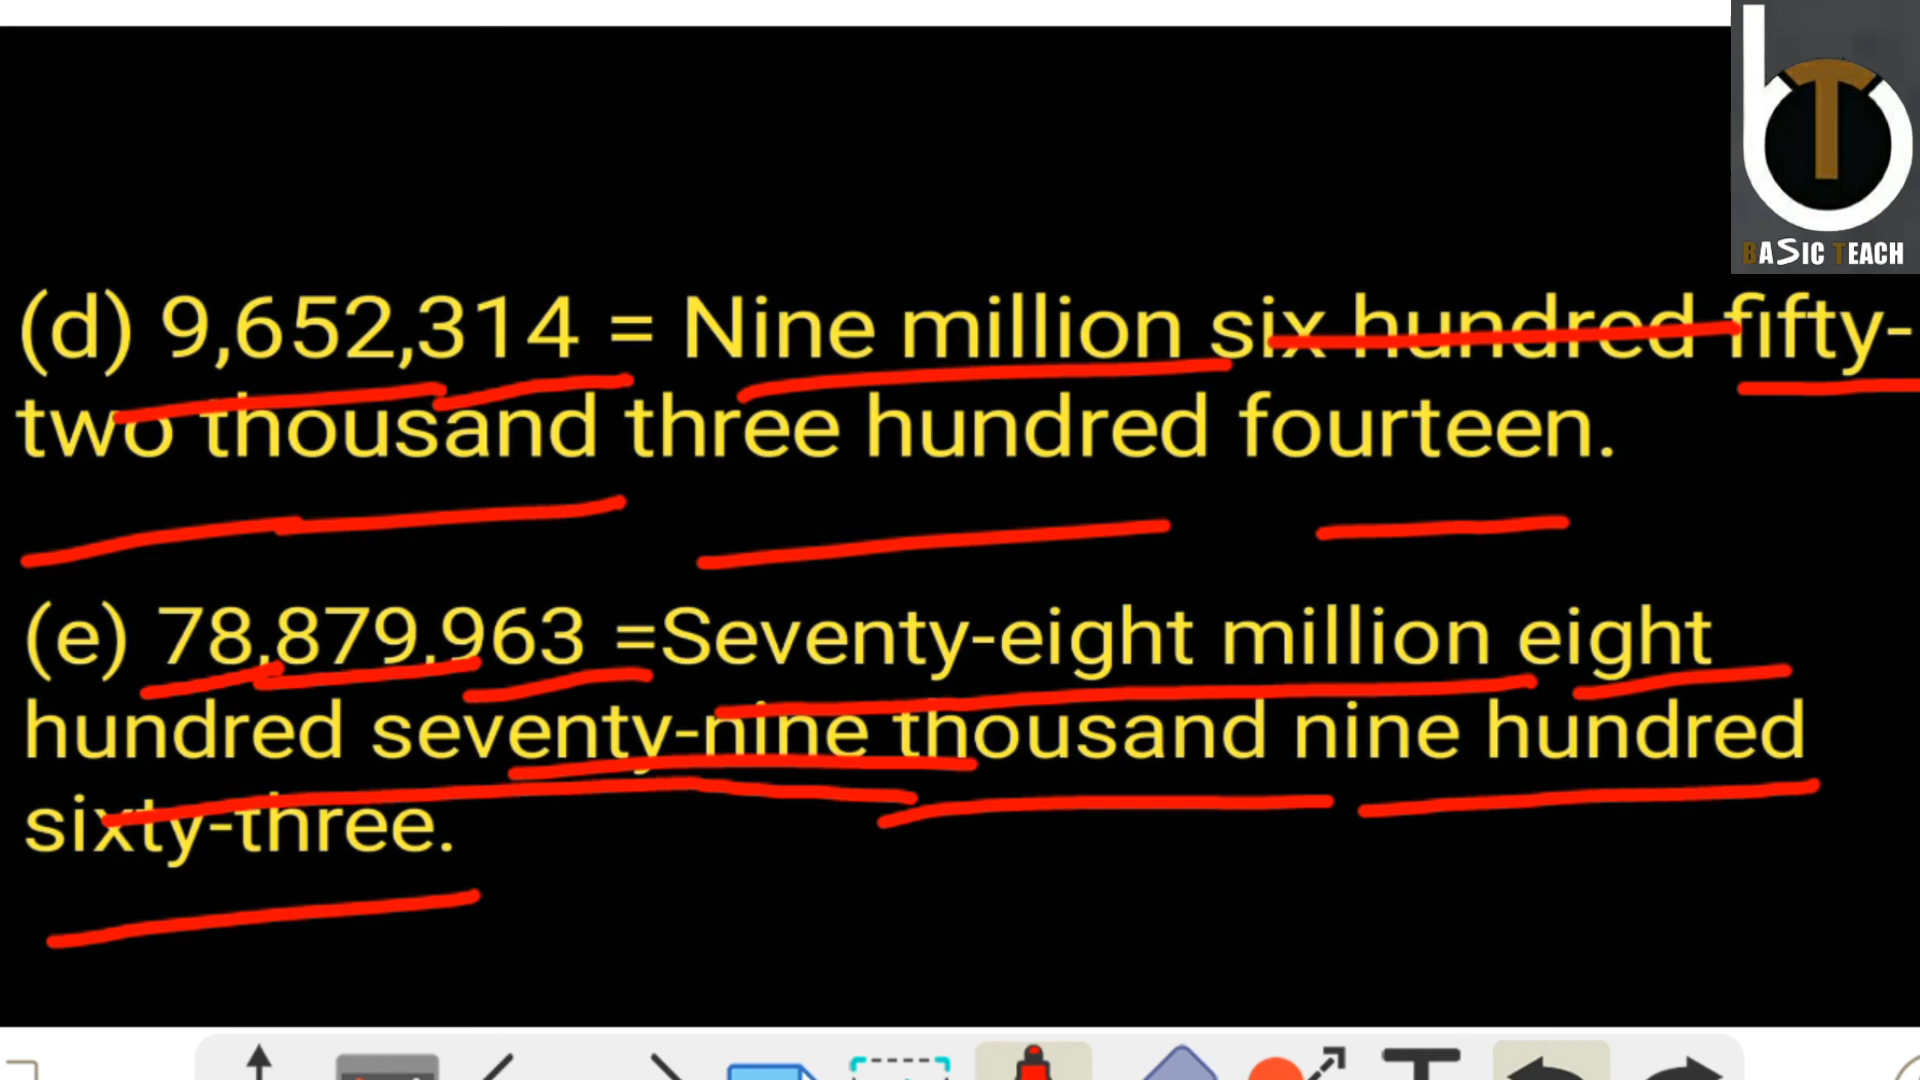 BASIC TEACH
(d) 9,652,314 = Nine million six hundred fifty-
two thousand three hundred fourteen.
(e) 78,879,963 =Seventy-eight million eight
hundred seventy-nine thousand nine hundred
sixty-three.